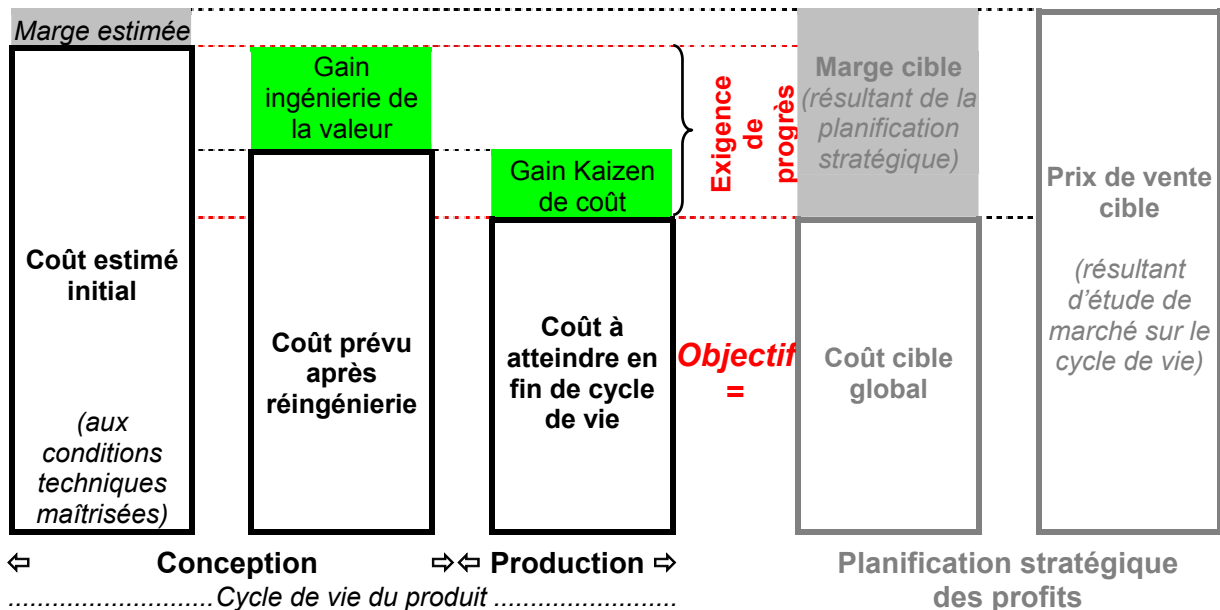 Marge estimée
Coût estimé
initial
(aux
conditions
techniques
maîtrisées)
Gain
ingénierie de
la valeur
Coût prévu
après
réingénierie
Gain Kaizen
de coût
Coût à
atteindre en
fin de cycle
de vie
Exigence
de
progrès
Objectif
=
Marge cible
(résultant de la
planification
stratégique)
Coût cible
global
Prix de vente
cible
(résultant
d'étude de
marché sur le
cycle de vie)
⇦ Conception ⇨⇦ Production ⇨
..........................Cycle de vie du produit .......................
Planification stratégique
des profits